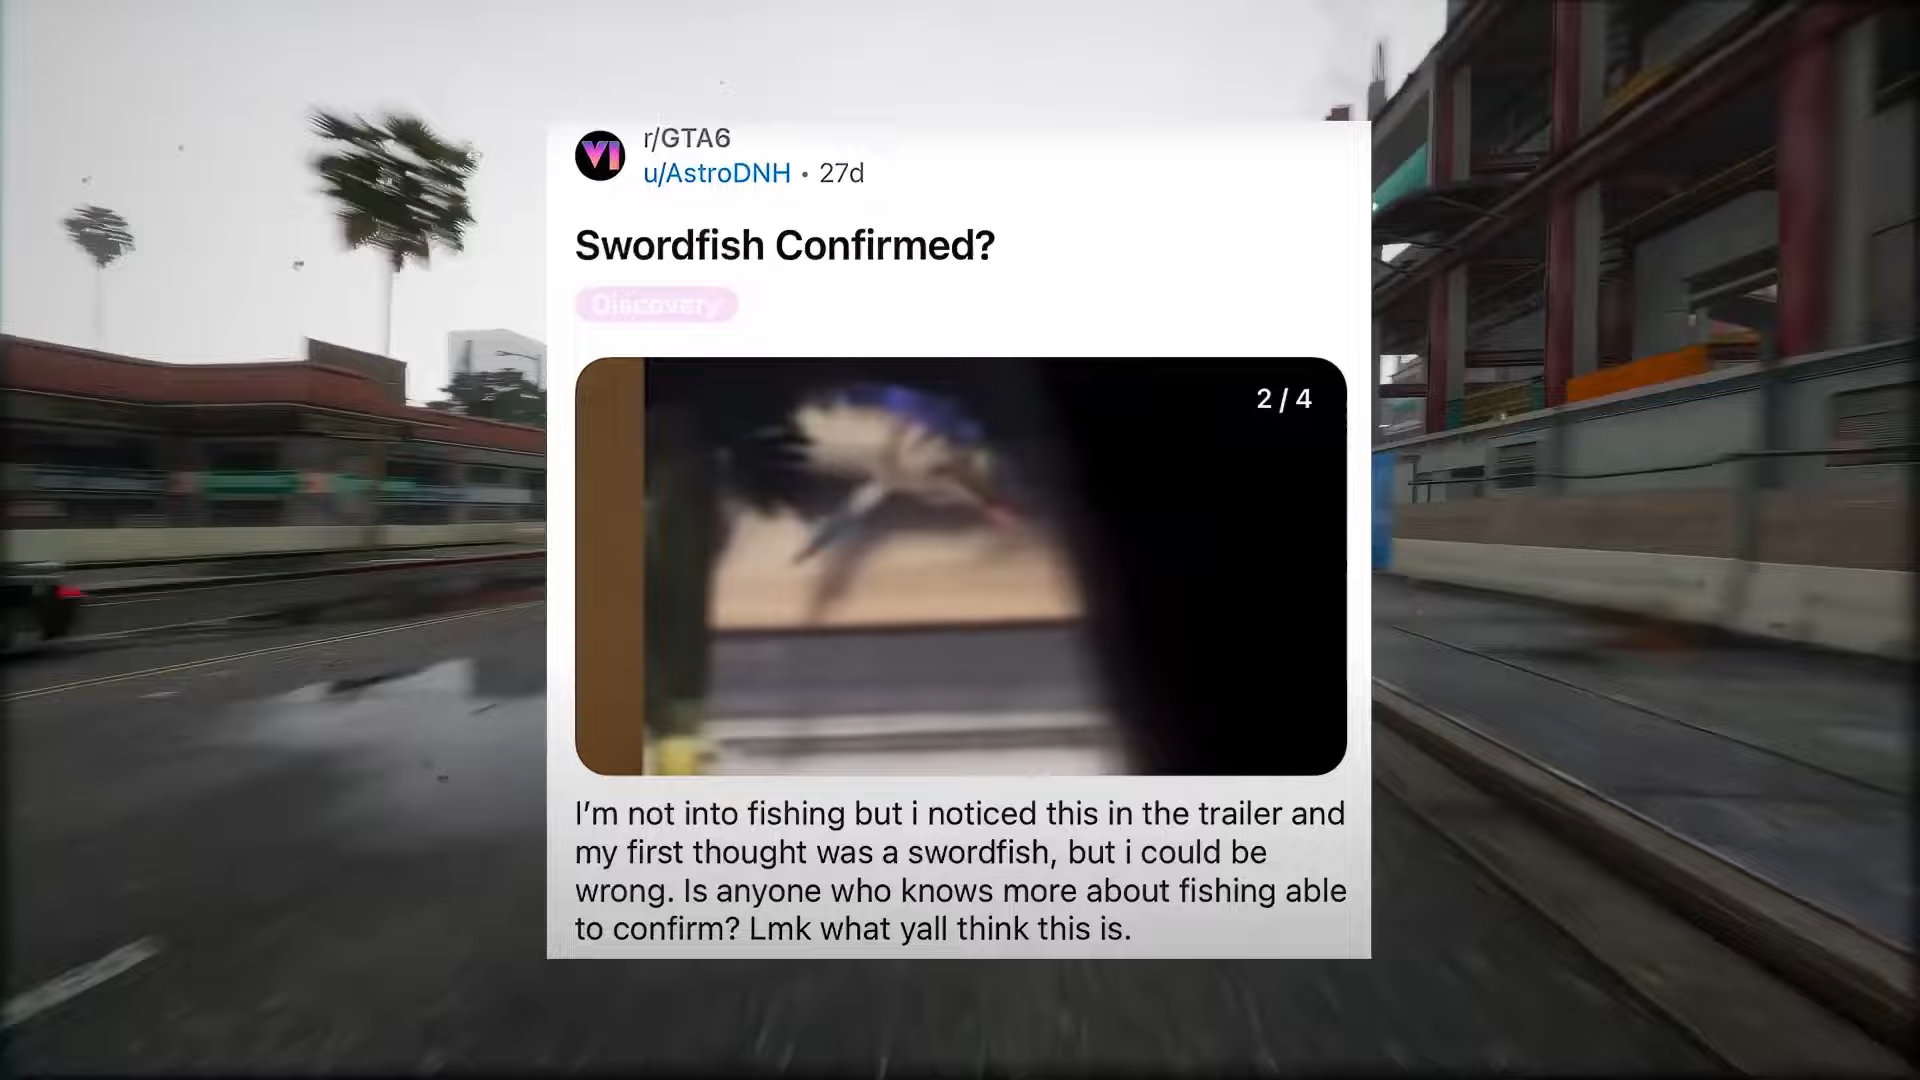 VI
r/GTA6
u/AstroDNH • 27d
Swordfish Confirmed?
Discovery
2 / 4
I’m not into fishing but i noticed this in the trailer and
my first thought was a swordfish, but i could be
wrong. Is anyone who knows more about fishing able
to confirm? Lmk what yall think this is.